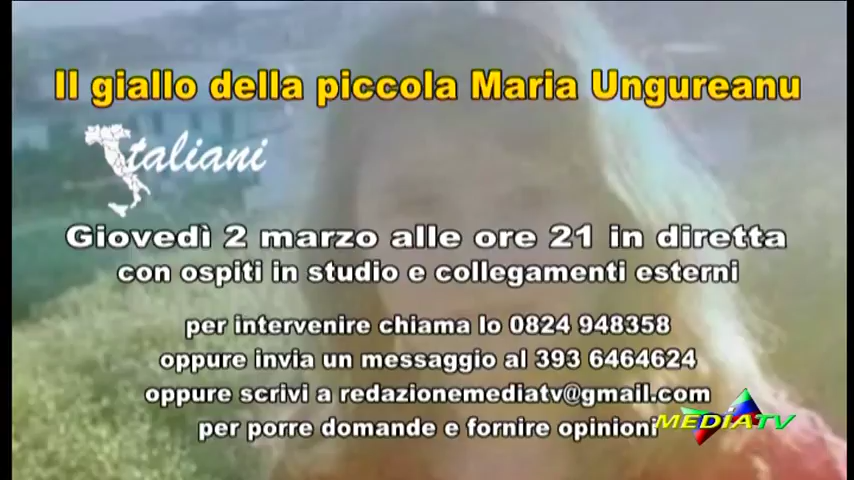 Il giallo della piccola Maria Ungureanu
Italiani
Giovedì 2 marzo alle ore 21 in diretta
con ospiti in studio e collegamenti esterni
per intervenire chiama lo 0824 948358
oppure invia un messaggio al 393 6464624
oppure scrivi a redazionemediatv@gmail.com
per porre domande e fornire opinioni
MEDIATV